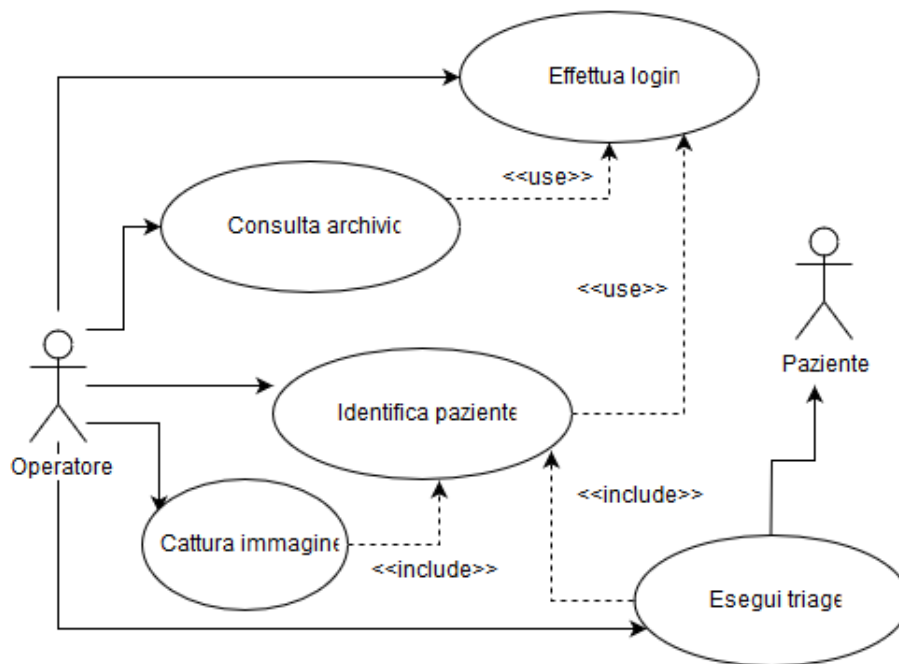 Effettua login
<<use>>
Consulta archivio
<<use>>
Paziente
Identifica paziente
Operatore
<<include>>
Cattura immagine
<<include>>
Esegui triage